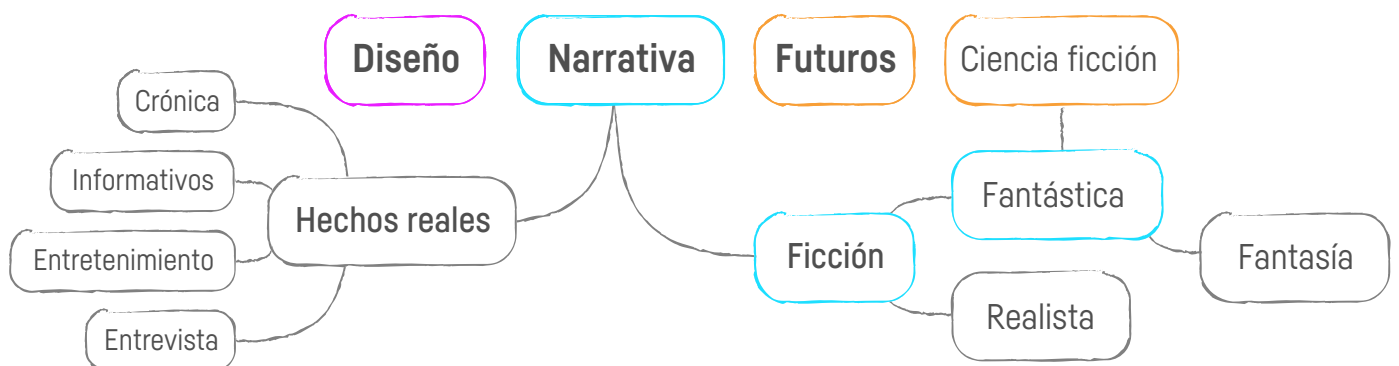 Diseño
Narrativa
Futuros
Ciencia ficción
Crónica
Informativos
Hechos reales
Entretenimiento
Entrevista
Fantástica
Ficción
Fantasía
Realista